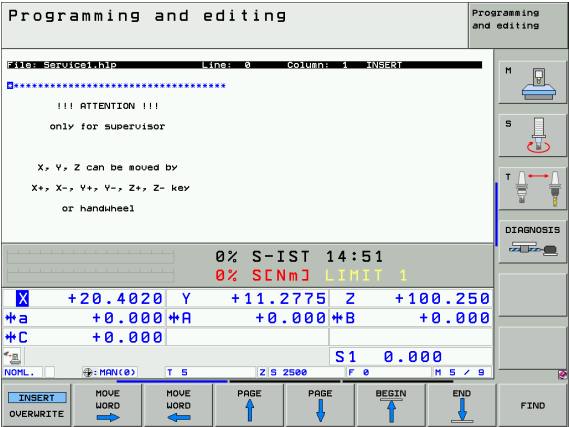 Programming and editing
Programming
and editing
File: Service1.hlp Line: 0 Column: 1 INSERT
***********************************
!!! ATTENTION !!!
only for supervisor
X, Y, Z can be moved by
X+, X-, Y+, Y-, Z+, Z- key
or handwheel
M
S
T
DIAGNOSIS
0% S-IST 14:51
0% S[Nm] LIMIT 1
X +20.4020 Y +11.2775 Z +100.250
a +0.000 A +0.000 B +0.000
C +0.000
S1 0.000
NOML. : MAN(0) T 5 Z S 2500 F 0 M 5 / 9
INSERT
OVERWRITE
MOVE
WORD
MOVE
WORD
PAGE
PAGE
BEGIN
END
FIND